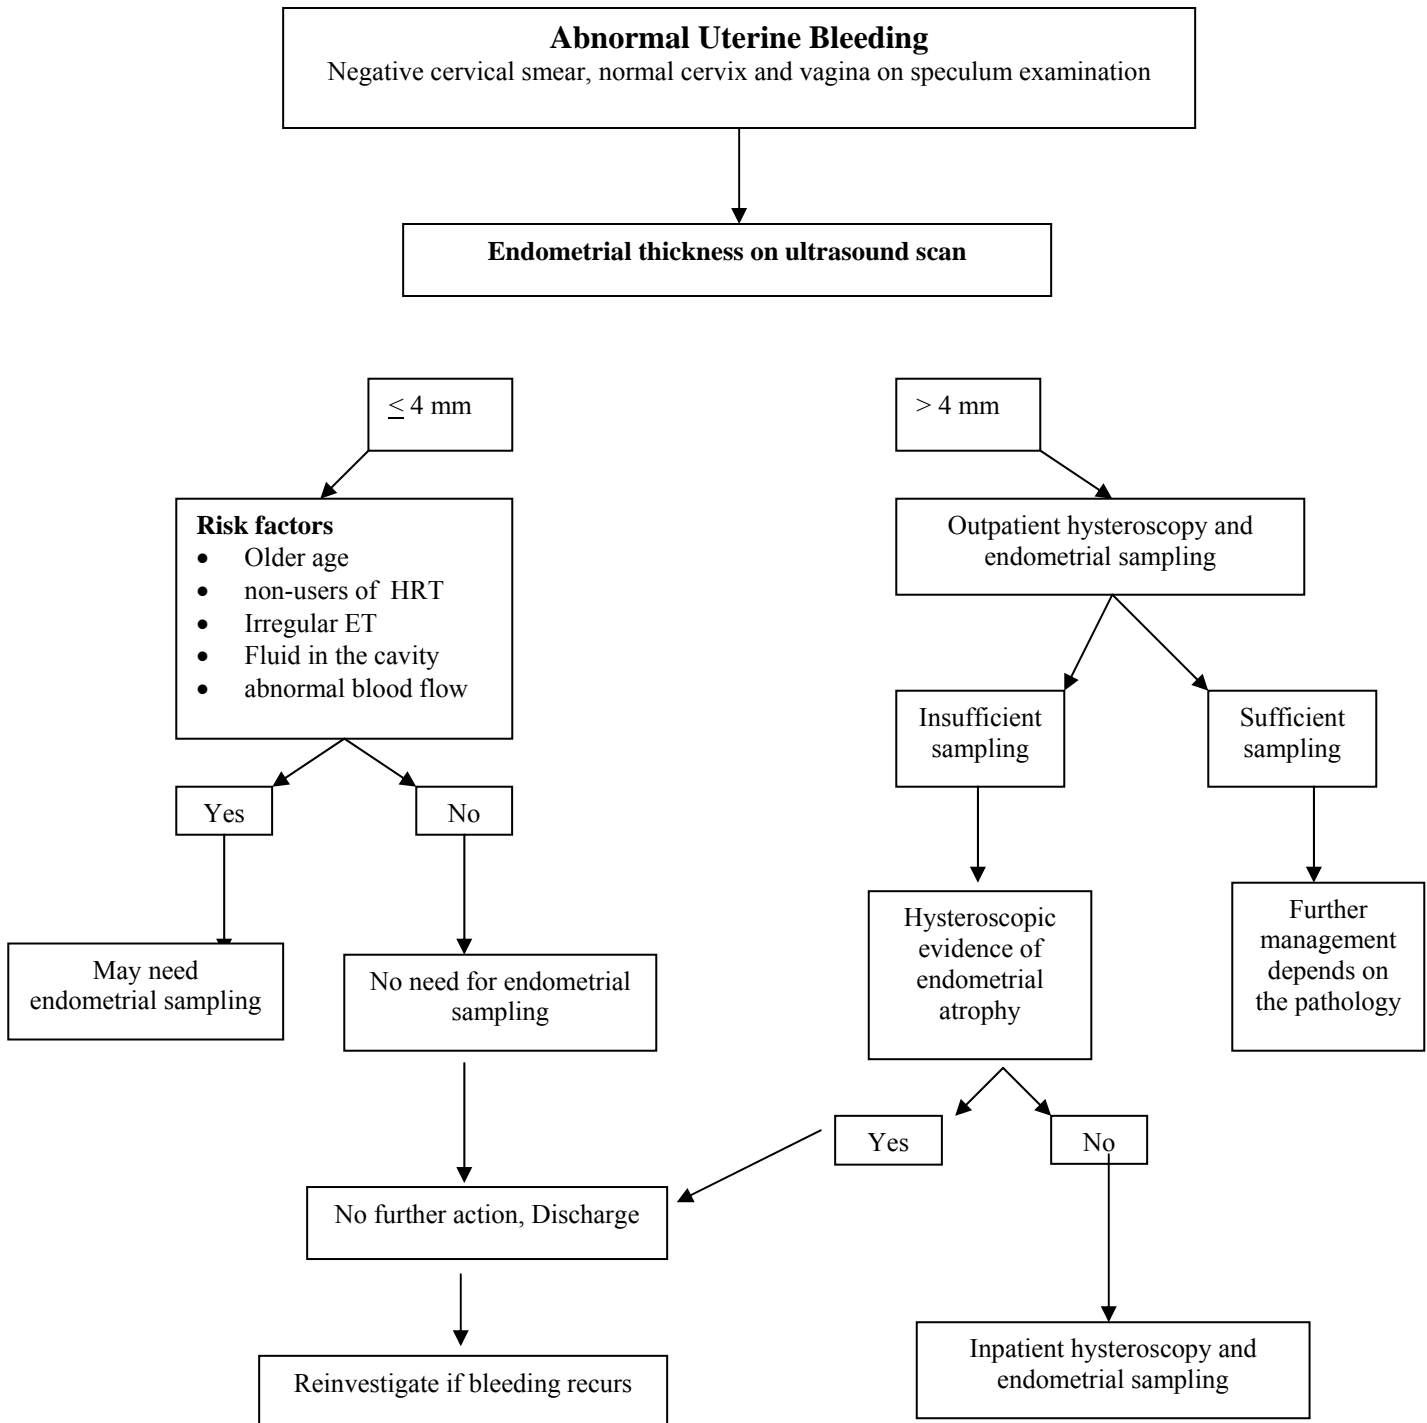 Abnormal Uterine Bleeding
Negative cervical smear, normal cervix and vagina on speculum examination
Endometrial thickness on ultrasound scan
≤ 4 mm
> 4 mm
Risk factors
• Older age
• non-users of HRT
• Irregular ET
• Fluid in the cavity
• abnormal blood flow
Outpatient hysteroscopy and
endometrial sampling
Insufficient
sampling
Sufficient
sampling
Yes
No
May need
endometrial sampling
No need for endometrial
sampling
Hysteroscopic
evidence of
endometrial
atrophy
Further
management
depends on
the pathology
Yes
No
No further action, Discharge
Reinvestigate if bleeding recurs
Inpatient hysteroscopy and
endometrial sampling